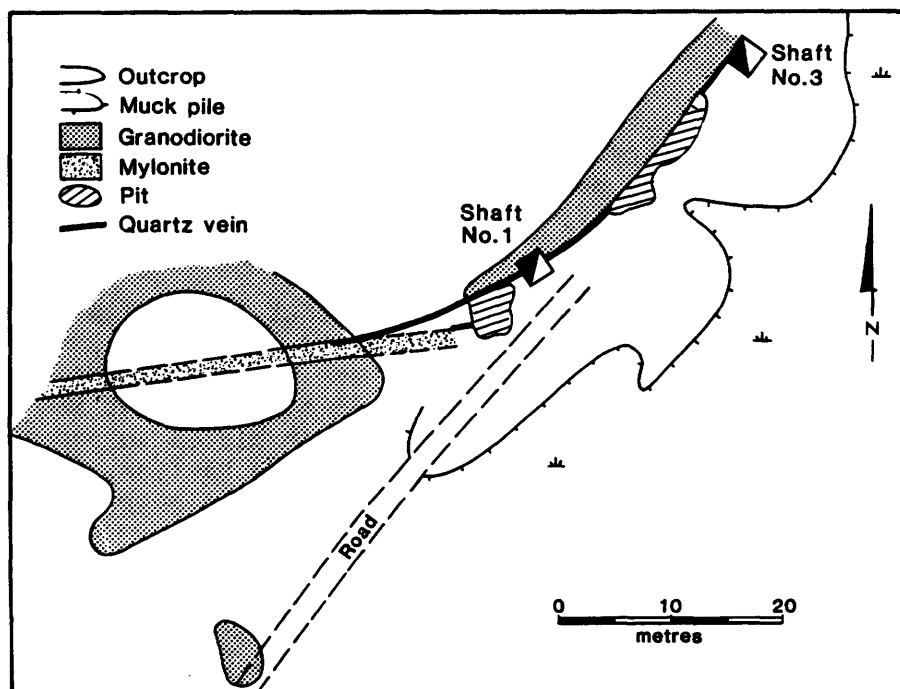 Outcrop
Muck pile
Granodiorite
Mylonite
Pit
Quartz vein
Shaft
No.3
Shaft
No.1
N
Road
0 10 20
metres